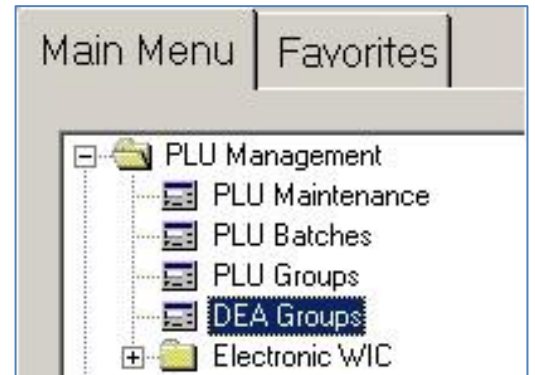 Main Menu Favorites
PLU Management
PLU Maintenance
PLU Batches
PLU Groups
DEA Groups
Electronic WIC